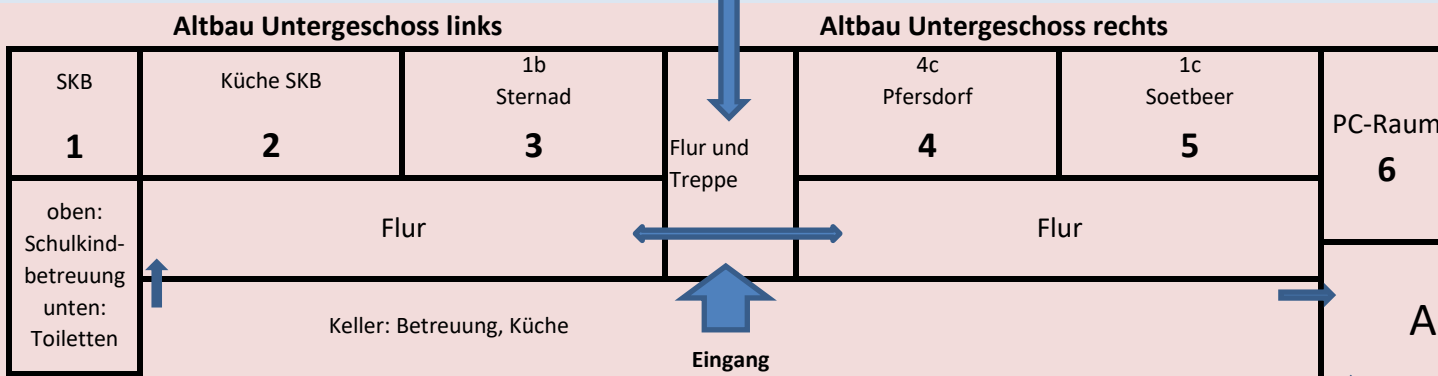 Altbau Untergeschoss links
Altbau Untergeschoss rechts
SKB
1
Küche SKB
2
1b
Sternad
3
Flur und
Treppe
4c
Pfersdorf
4
1c
Soetbeer
5
PC-Raum
6
oben:
Schulkind-
betreuung
unten:
Toiletten
Flur
Flur
Keller: Betreuung, Küche
Eingang
A